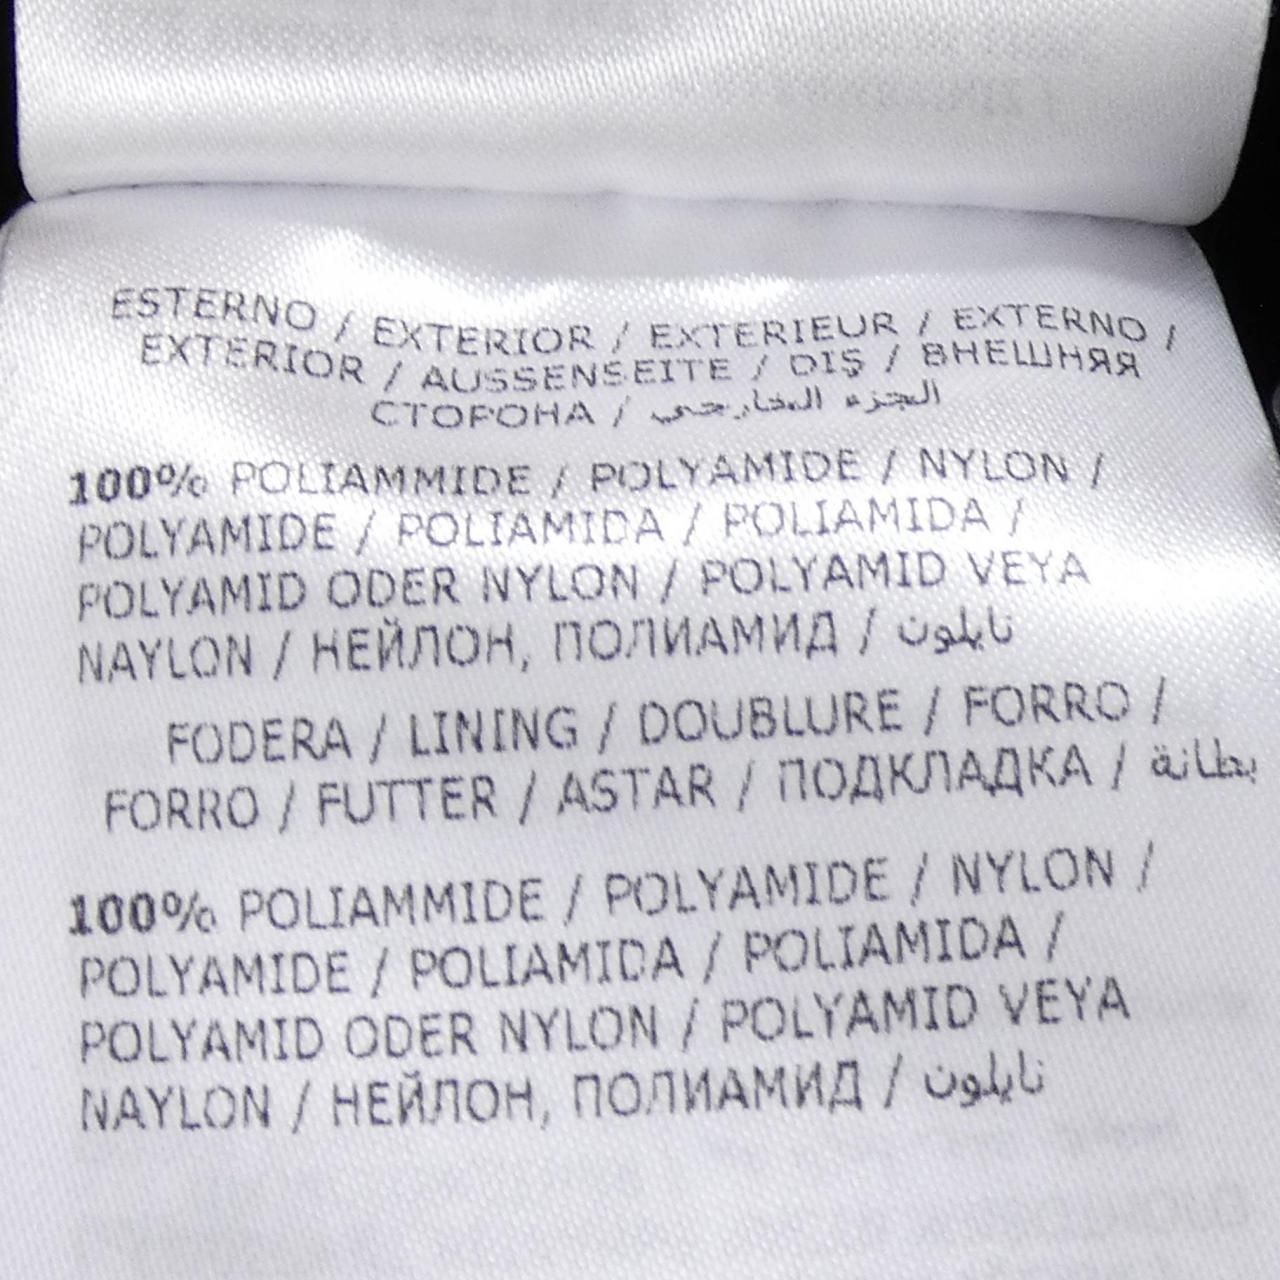 ESTERNO / EXTERIOR / EXTERIEUR / EXTERNO /
EXTERIOR / AUSSENSEITE / DIŞ / ВНЕШНЯЯ
СТОРОНА / الجزء الخارجي
100% POLIAMMIDE / POLYAMIDE / NYLON /
POLYAMIDE / POLIAMIDA / POLIAMIDA /
POLYAMID ODER NYLON / POLYAMID VEYA
NAYLON / НЕЙЛОН, ПОЛИАМИД / نايلون
FODERA / LINING / DOUBLURE / FORRO /
FORRO / FUTTER / ASTAR / ПОДКЛАДКА / بطانة
100% POLIAMMIDE / POLYAMIDE / NYLON /
POLYAMIDE / POLIAMIDA / POLIAMIDA /
POLYAMID ODER NYLON / POLYAMID VEYA
NAYLON / НЕЙЛОН, ПОЛИАМИД / نايلون